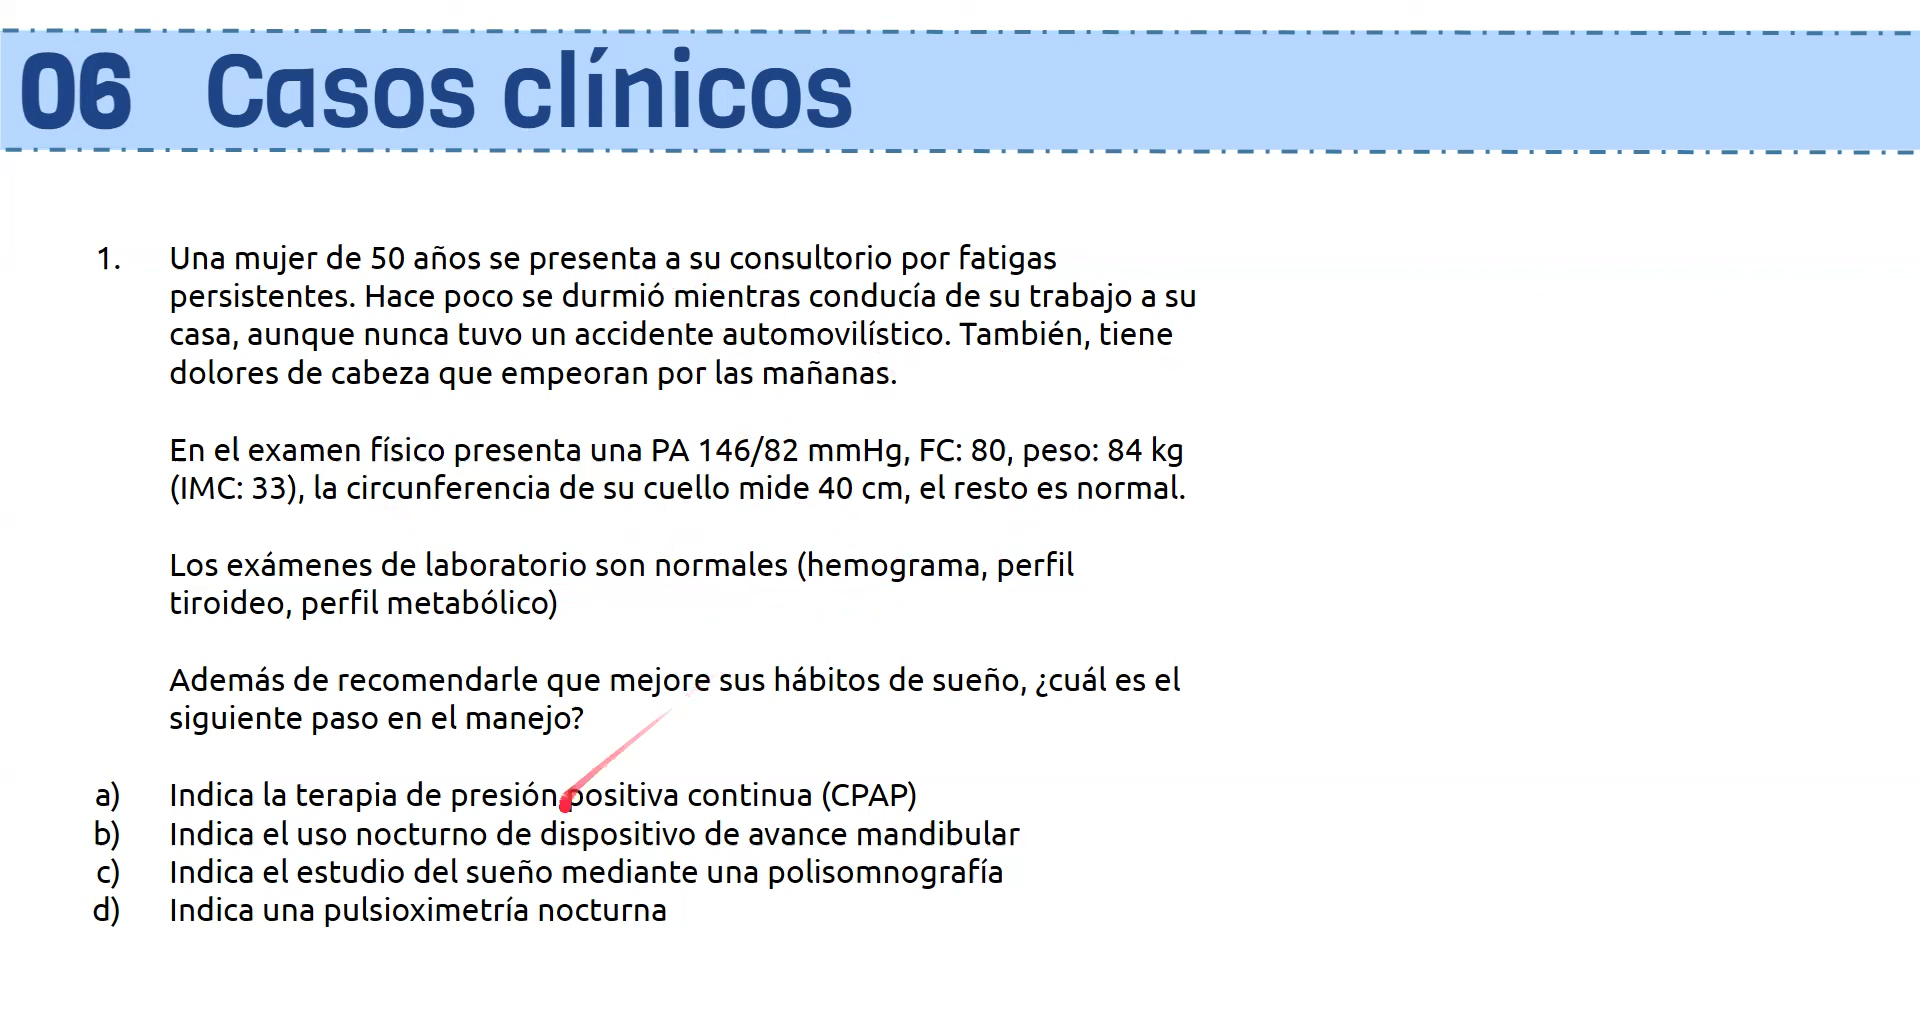 06 Casos clínicos
1. Una mujer de 50 años se presenta a su consultorio por fatigas
persistentes. Hace poco se durmió mientras conducía de su trabajo a su
casa, aunque nunca tuvo un accidente automovilístico. También, tiene
dolores de cabeza que empeoran por las mañanas.
En el examen físico presenta una PA 146/82 mmHg, FC: 80, peso: 84 kg
(IMC: 33), la circunferencia de su cuello mide 40 cm, el resto es normal.
Los exámenes de laboratorio son normales (hemograma, perfil
tiroideo, perfil metabólico)
Además de recomendarle que mejore sus hábitos de sueño, ¿cuál es el
siguiente paso en el manejo?
a) Indica la terapia de presión positiva continua (CPAP)
b) Indica el uso nocturno de dispositivo de avance mandibular
c) Indica el estudio del sueño mediante una polisomnografía
d) Indica una pulsioximetría nocturna